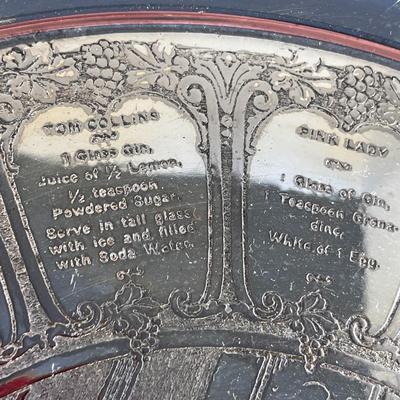 TOM COLLINS
1 Glass Gin.
Juice of ½ Lemon.
½ teaspoon
Powdered Sugar.
Serve in tall glass
with ice and filled
with Soda Water.
PINK LADY
1 Glass of Gin.
Teaspoon Grena-
dine.
White of 1 Egg.